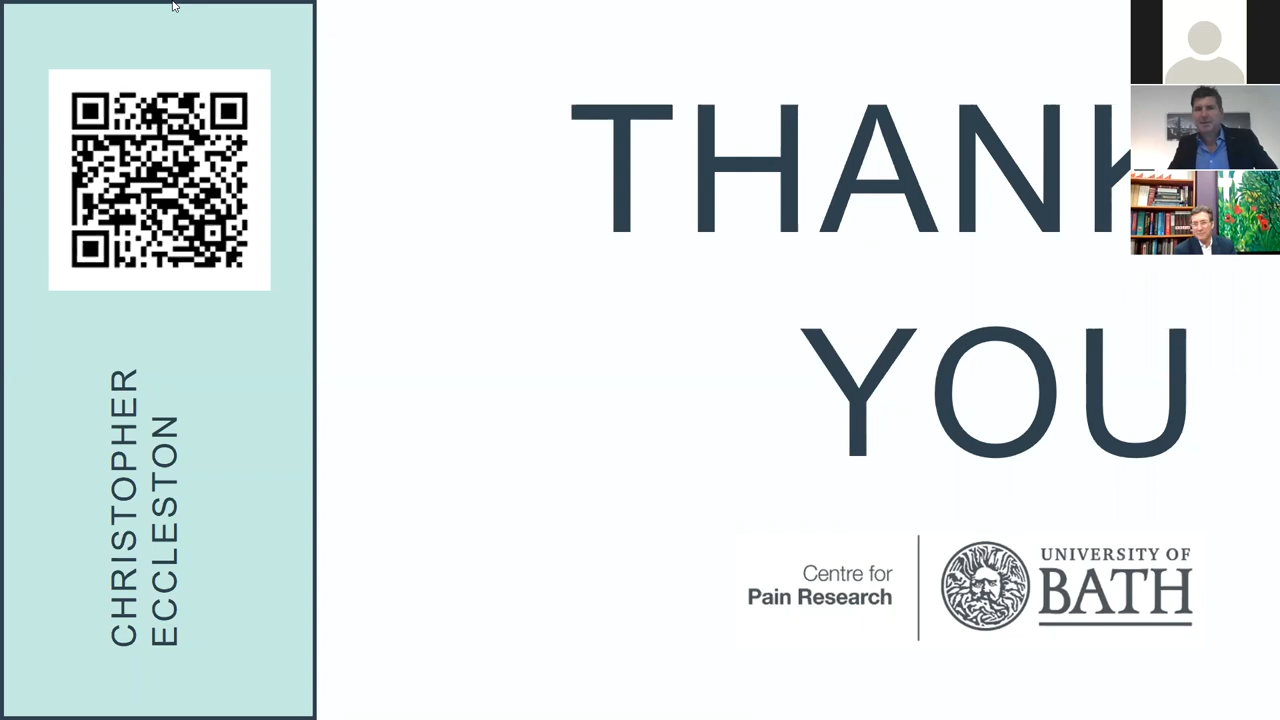 CHRISTOPHER
ECCLESTON
THANK
YOU
Centre for
Pain Research
UNIVERSITY OF
BATH